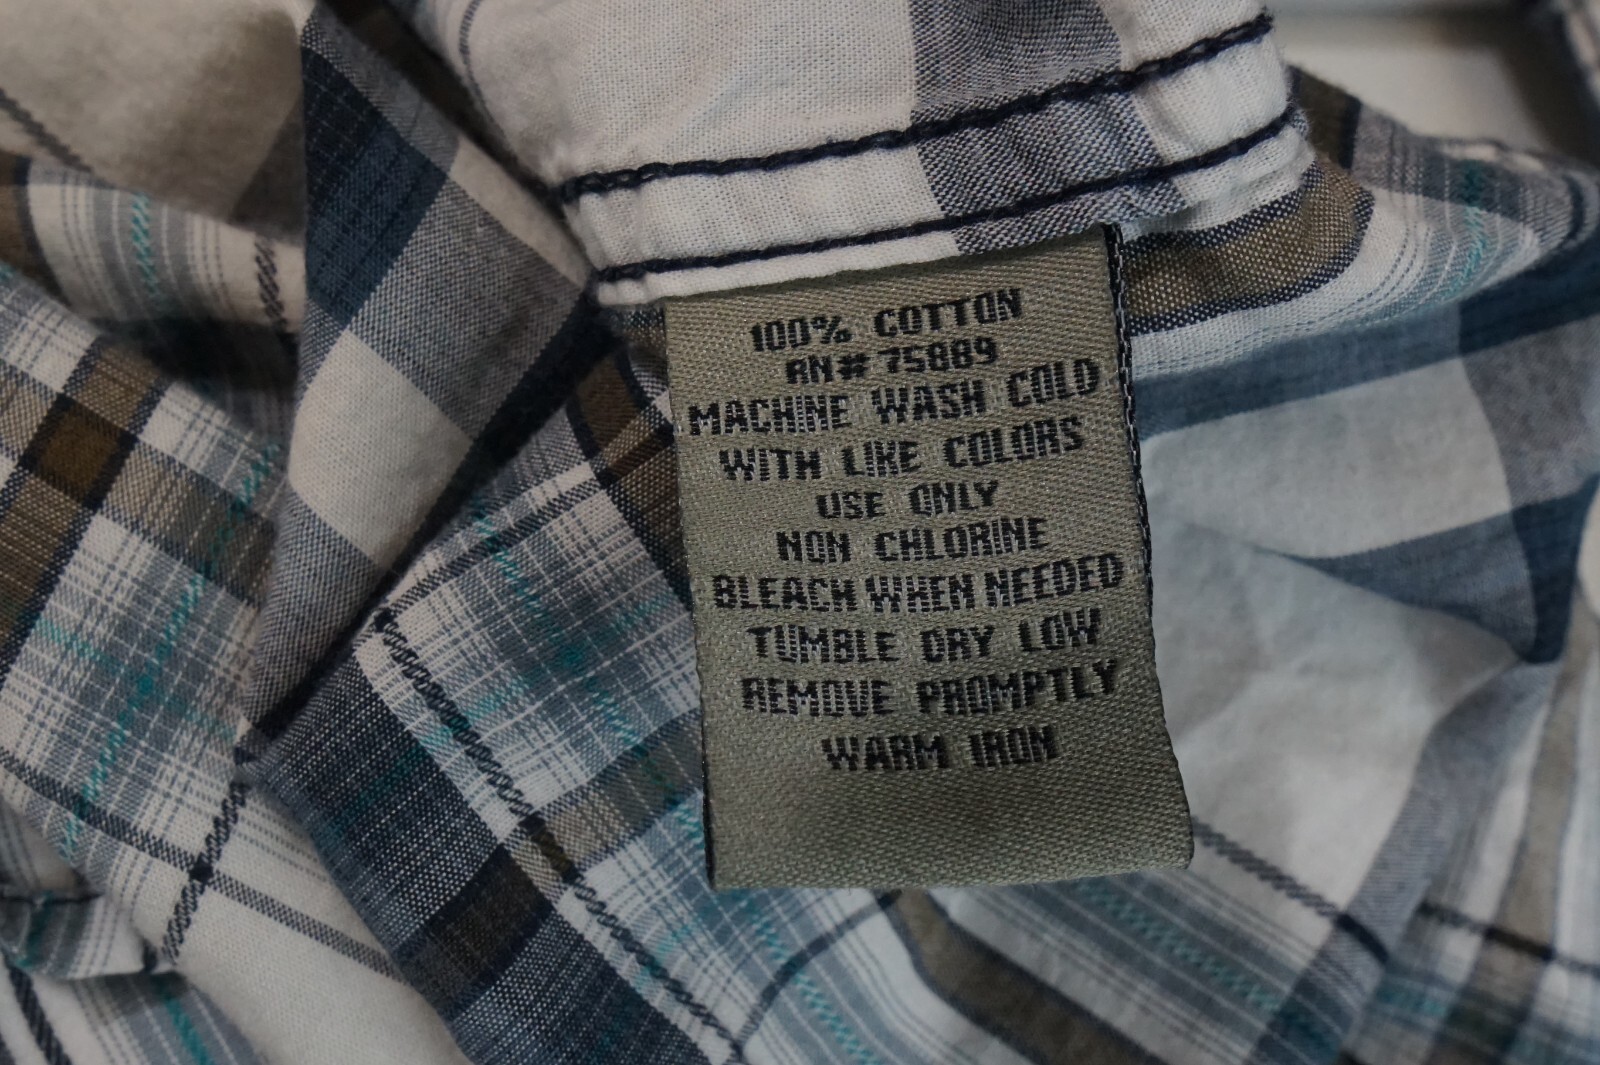 100% COTTON
RN# 75889
MACHINE WASH COLD
WITH LIKE COLORS
USE ONLY
NON CHLORINE
BLEACH WHEN NEEDED
TUMBLE DRY LOW
REMOVE PROMPTLY
WARM IRON